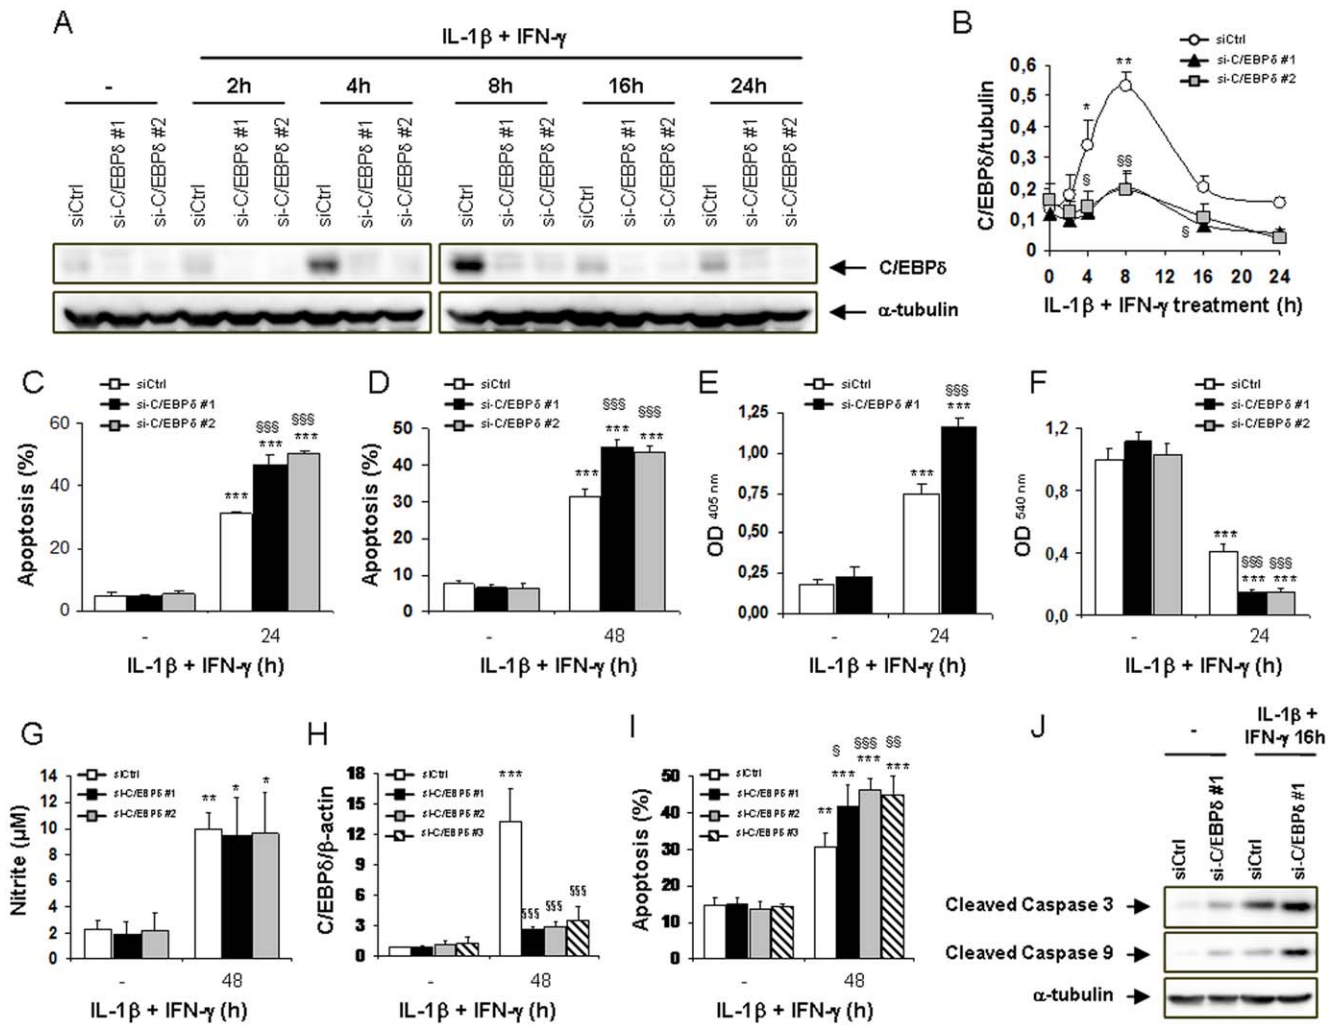 A
IL-1β + IFN-γ
-
2h
4h
8h
16h
24h
siCtrl
si-C/EBPδ #1
si-C/EBPδ #2
siCtrl
si-C/EBPδ #1
si-C/EBPδ #2
siCtrl
si-C/EBPδ #1
si-C/EBPδ #2
siCtrl
si-C/EBPδ #1
si-C/EBPδ #2
siCtrl
si-C/EBPδ #1
si-C/EBPδ #2
siCtrl
si-C/EBPδ #1
si-C/EBPδ #2
C/EBPδ
α-tubulin
B
siCtrl
si-C/EBPδ #1
si-C/EBPδ #2
C/EBPδ/tubulin
0,6
0,5
0,4
0,3
0,2
0,1
0
**
*
§
§§
§
0 4 8 12 16 20 24
IL-1β + IFN-γ treatment (h)
C
siCtrl
si-C/EBPδ #1
si-C/EBPδ #2
Apoptosis (%)
60
40
20
0
§§§ §§§
*** *** ***
- 24
IL-1β + IFN-γ (h)
D
siCtrl
si-C/EBPδ #1
si-C/EBPδ #2
Apoptosis (%)
50
40
30
20
10
0
§§§ §§§
*** *** ***
- 48
IL-1β + IFN-γ (h)
E
siCtrl
si-C/EBPδ #1
OD 405 nm
1,25
1,00
0,75
0,50
0,25
0,00
§§§
*** ***
- 24
IL-1β + IFN-γ (h)
F
siCtrl
si-C/EBPδ #1
si-C/EBPδ #2
OD 540 nm
1,2
0,8
0,4
0,0
***
§§§ §§§
*** ***
- 24
IL-1β + IFN-γ (h)
G
siCtrl
si-C/EBPδ #1
si-C/EBPδ #2
Nitrite (µM)
14
12
10
8
6
4
2
0
** * *
- 48
IL-1β + IFN-γ (h)
H
siCtrl
si-C/EBPδ #1
si-C/EBPδ #2
si-C/EBPδ #3
C/EBPδ/β-actin
18
15
12
9
6
3
0
***
§§§ §§§ §§§
- 48
IL-1β + IFN-γ (h)
I
siCtrl
si-C/EBPδ #1
si-C/EBPδ #2
si-C/EBPδ #3
Apoptosis (%)
50
40
30
20
10
0
§ §§§ §§
** *** *** ***
- 48
IL-1β + IFN-γ (h)
J
-
IL-1β +
IFN-γ 16h
siCtrl
si-C/EBPδ #1
siCtrl
si-C/EBPδ #1
Cleaved Caspase 3
Cleaved Caspase 9
α-tubulin